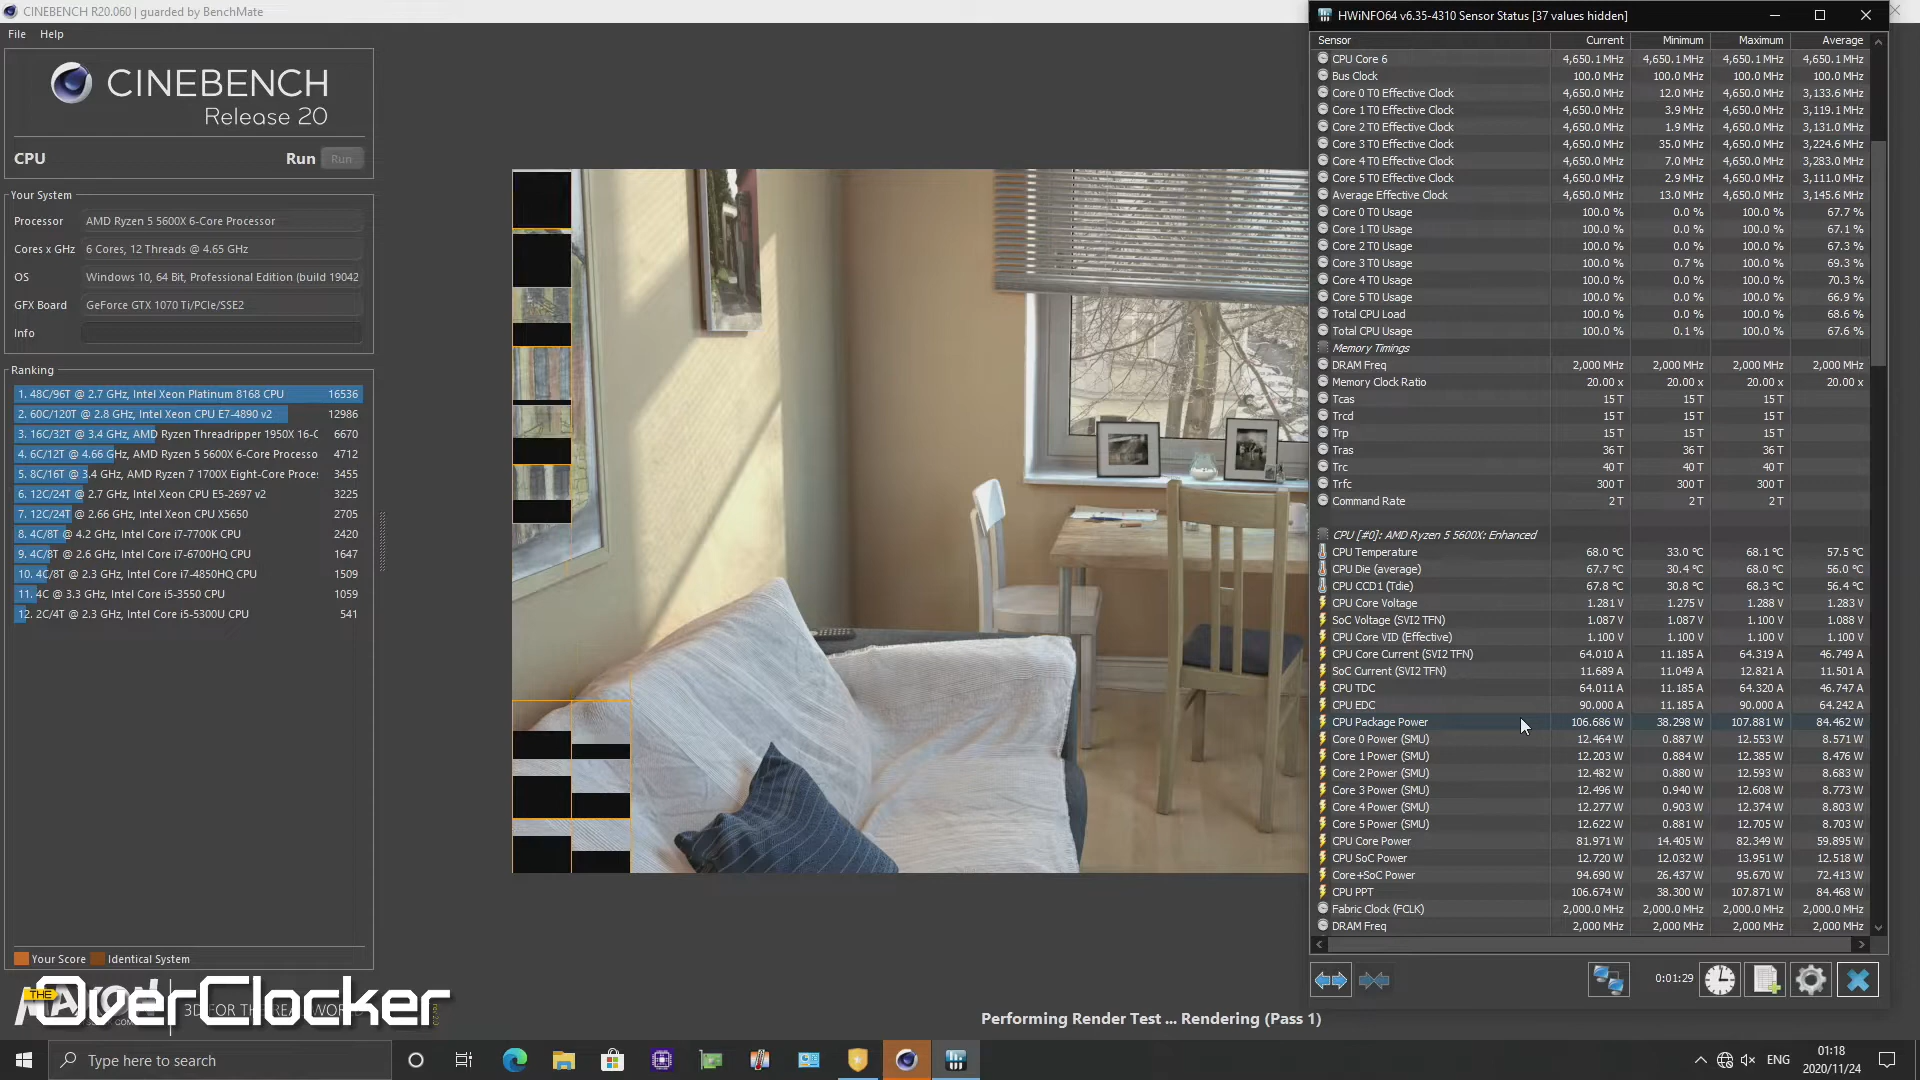 CINEBENCH R20.060 | guarded by BenchMate
File Help
CINEBENCH
Release 20
CPU Run Run
Your System
Processor AMD Ryzen 5 5600X 6-Core Processor
Cores x GHz 6 Cores, 12 Threads @ 4.65 GHz
OS Windows 10, 64 Bit, Professional Edition (build 19042
GFX Board GeForce GTX 1070 Ti/PCIe/SSE2
Info
Ranking
1. 48C/96T @ 2.7 GHz, Intel Xeon Platinum 8168 CPU 16536
2. 60C/120T @ 2.8 GHz, Intel Xeon CPU E7-4890 v2 12986
3. 16C/32T @ 3.4 GHz, AMD Ryzen Threadripper 1950X 16-C 6670
4. 6C/12T @ 4.66 GHz, AMD Ryzen 5 5600X 6-Core Processo 4712
5. 8C/16T @ 3.4 GHz, AMD Ryzen 7 1700X Eight-Core Proces 3455
6. 12C/24T @ 2.7 GHz, Intel Xeon CPU E5-2697 v2 3225
7. 12C/24T @ 2.66 GHz, Intel Xeon CPU X5650 2705
8. 4C/8T @ 4.2 GHz, Intel Core i7-7700K CPU 2420
9. 4C/8T @ 2.6 GHz, Intel Core i7-6700HQ CPU 1647
10. 4C/8T @ 2.3 GHz, Intel Core i7-4850HQ CPU 1509
11. 4C @ 3.3 GHz, Intel Core i5-3550 CPU 1059
12. 2C/4T @ 2.3 GHz, Intel Core i5-5300U CPU 541
Your Score Identical System
THE OverClocker
3D FOR THE REAL WORLD
Performing Render Test ... Rendering (Pass 1)
HWiNFO64 v6.35-4310 Sensor Status [37 values hidden]
Sensor Current Minimum Maximum Average
CPU Core 6 4,650.1 MHz 4,650.1 MHz 4,650.1 MHz 4,650.1 MHz
Bus Clock 100.0 MHz 100.0 MHz 100.0 MHz 100.0 MHz
Core 0 T0 Effective Clock 4,650.0 MHz 12.0 MHz 4,650.0 MHz 3,133.6 MHz
Core 1 T0 Effective Clock 4,650.0 MHz 3.9 MHz 4,650.0 MHz 3,119.1 MHz
Core 2 T0 Effective Clock 4,650.0 MHz 1.9 MHz 4,650.0 MHz 3,131.0 MHz
Core 3 T0 Effective Clock 4,650.0 MHz 35.0 MHz 4,650.0 MHz 3,224.6 MHz
Core 4 T0 Effective Clock 4,650.0 MHz 7.0 MHz 4,650.0 MHz 3,283.0 MHz
Core 5 T0 Effective Clock 4,650.0 MHz 2.9 MHz 4,650.0 MHz 3,111.0 MHz
Average Effective Clock 4,650.0 MHz 13.0 MHz 4,650.0 MHz 3,145.6 MHz
Core 0 T0 Usage 100.0 % 0.0 % 100.0 % 67.7 %
Core 1 T0 Usage 100.0 % 0.0 % 100.0 % 67.1 %
Core 2 T0 Usage 100.0 % 0.0 % 100.0 % 67.3 %
Core 3 T0 Usage 100.0 % 0.7 % 100.0 % 69.3 %
Core 4 T0 Usage 100.0 % 0.0 % 100.0 % 70.3 %
Core 5 T0 Usage 100.0 % 0.0 % 100.0 % 66.9 %
Total CPU Load 100.0 % 0.0 % 100.0 % 68.6 %
Total CPU Usage 100.0 % 0.1 % 100.0 % 67.6 %
Memory Timings
DRAM Freq 2,000 MHz 2,000 MHz 2,000 MHz 2,000 MHz
Memory Clock Ratio 20.00 x 20.00 x 20.00 x 20.00 x
Tcas 15 T 15 T 15 T
Trcd 15 T 15 T 15 T
Trp 15 T 15 T 15 T
Tras 36 T 36 T 36 T
Trc 40 T 40 T 40 T
Trfc 300 T 300 T 300 T
Command Rate 2 T 2 T 2 T
CPU [#0]: AMD Ryzen 5 5600X: Enhanced
CPU Temperature 68.0 °C 33.0 °C 68.1 °C 57.5 °C
CPU Die (average) 67.7 °C 30.4 °C 68.0 °C 56.0 °C
CPU CCD1 (Tdie) 67.8 °C 30.8 °C 68.3 °C 56.4 °C
CPU Core Voltage 1.281 V 1.275 V 1.288 V 1.283 V
SoC Voltage (SVI2 TFN) 1.087 V 1.087 V 1.100 V 1.088 V
CPU Core VID (Effective) 1.100 V 1.100 V 1.100 V 1.100 V
CPU Core Current (SVI2 TFN) 64.010 A 11.185 A 64.319 A 46.749 A
SoC Current (SVI2 TFN) 11.689 A 11.049 A 12.821 A 11.501 A
CPU TDC 64.011 A 11.185 A 64.320 A 46.747 A
CPU EDC 90.000 A 11.185 A 90.000 A 64.242 A
CPU Package Power 106.686 W 38.298 W 107.881 W 84.462 W
Core 0 Power (SMU) 12.464 W 0.887 W 12.553 W 8.571 W
Core 1 Power (SMU) 12.203 W 0.884 W 12.385 W 8.476 W
Core 2 Power (SMU) 12.482 W 0.880 W 12.593 W 8.683 W
Core 3 Power (SMU) 12.496 W 0.940 W 12.608 W 8.773 W
Core 4 Power (SMU) 12.277 W 0.903 W 12.374 W 8.803 W
Core 5 Power (SMU) 12.622 W 0.881 W 12.705 W 8.703 W
CPU Core Power 81.971 W 14.405 W 82.349 W 59.895 W
CPU SoC Power 12.720 W 12.032 W 13.951 W 12.518 W
Core+SoC Power 94.690 W 26.437 W 95.670 W 72.413 W
CPU PPT 106.674 W 38.300 W 107.871 W 84.468 W
Fabric Clock (FCLK) 2,000.0 MHz 2,000.0 MHz 2,000.0 MHz 2,000.0 MHz
DRAM Freq 2,000 MHz 2,000 MHz 2,000 MHz 2,000 MHz
0:01:29
Type here to search
ENG
01:18
2020/11/24